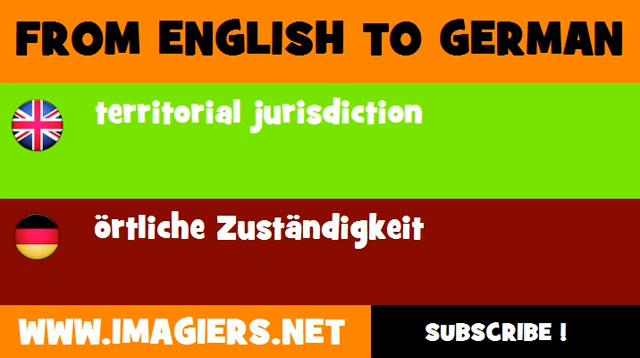 FROM ENGLISH TO GERMAN
territorial jurisdiction
örtliche Zuständigkeit
WWW.IMAGIERS.NET
SUBSCRIBE !